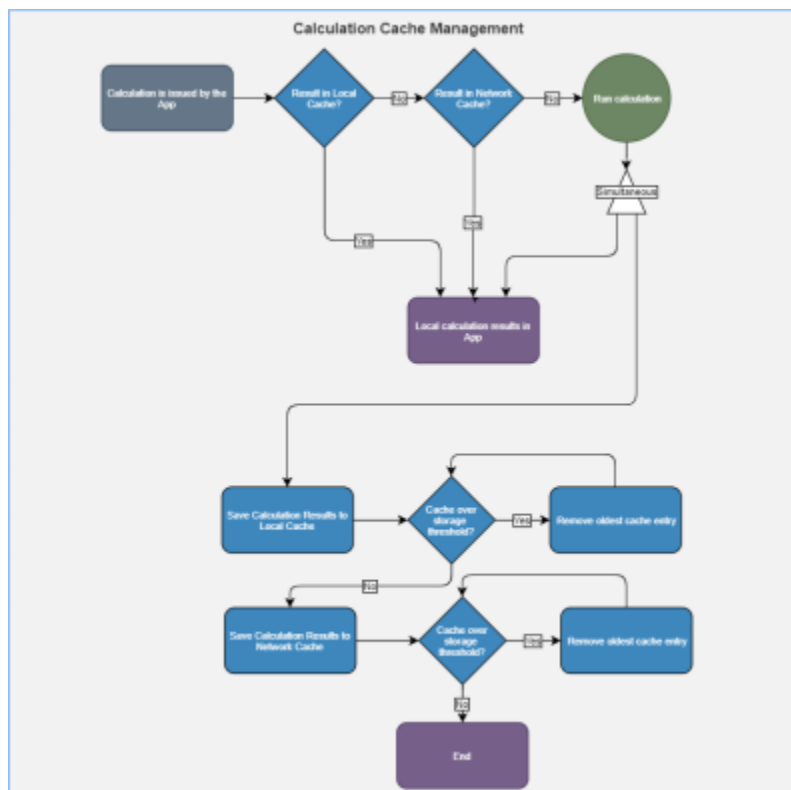 Calculation Cache Management
Calculation is issued by the
App
Result in Local
Cache?
No
Result in Network
Cache?
No
Run calculation
Simultaneous
Yes
Yes
Local calculation results in
App
Save Calculation Results to
Local Cache
Cache over
storage
threshold?
Yes
Remove oldest cache entry
No
Save Calculation Results to
Network Cache
Cache over
storage
threshold?
Yes
Remove oldest cache entry
No
End